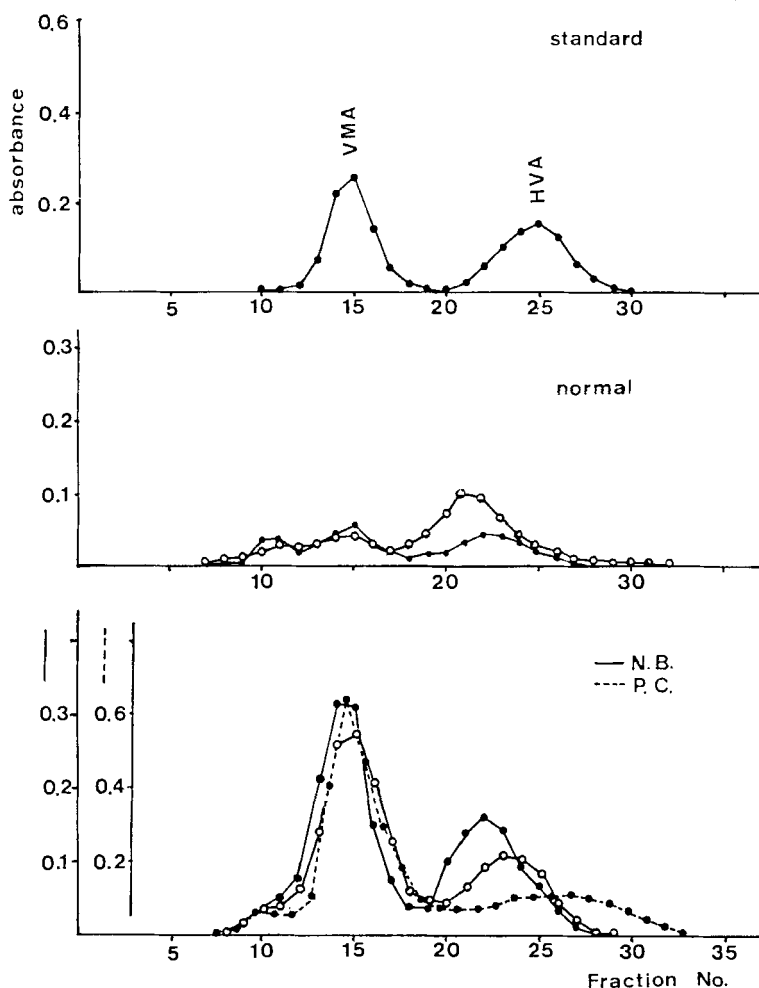 0.6
standard
absorbance
0.4
VMA
HVA
0.2
5 10 15 20 25 30
0.3
normal
0.2
0.1
10 15 20 30
N.B.
P.C.
0.3 0.6
0.2 0.4
0.1 0.2
5 10 15 20 25 30 35
Fraction No.